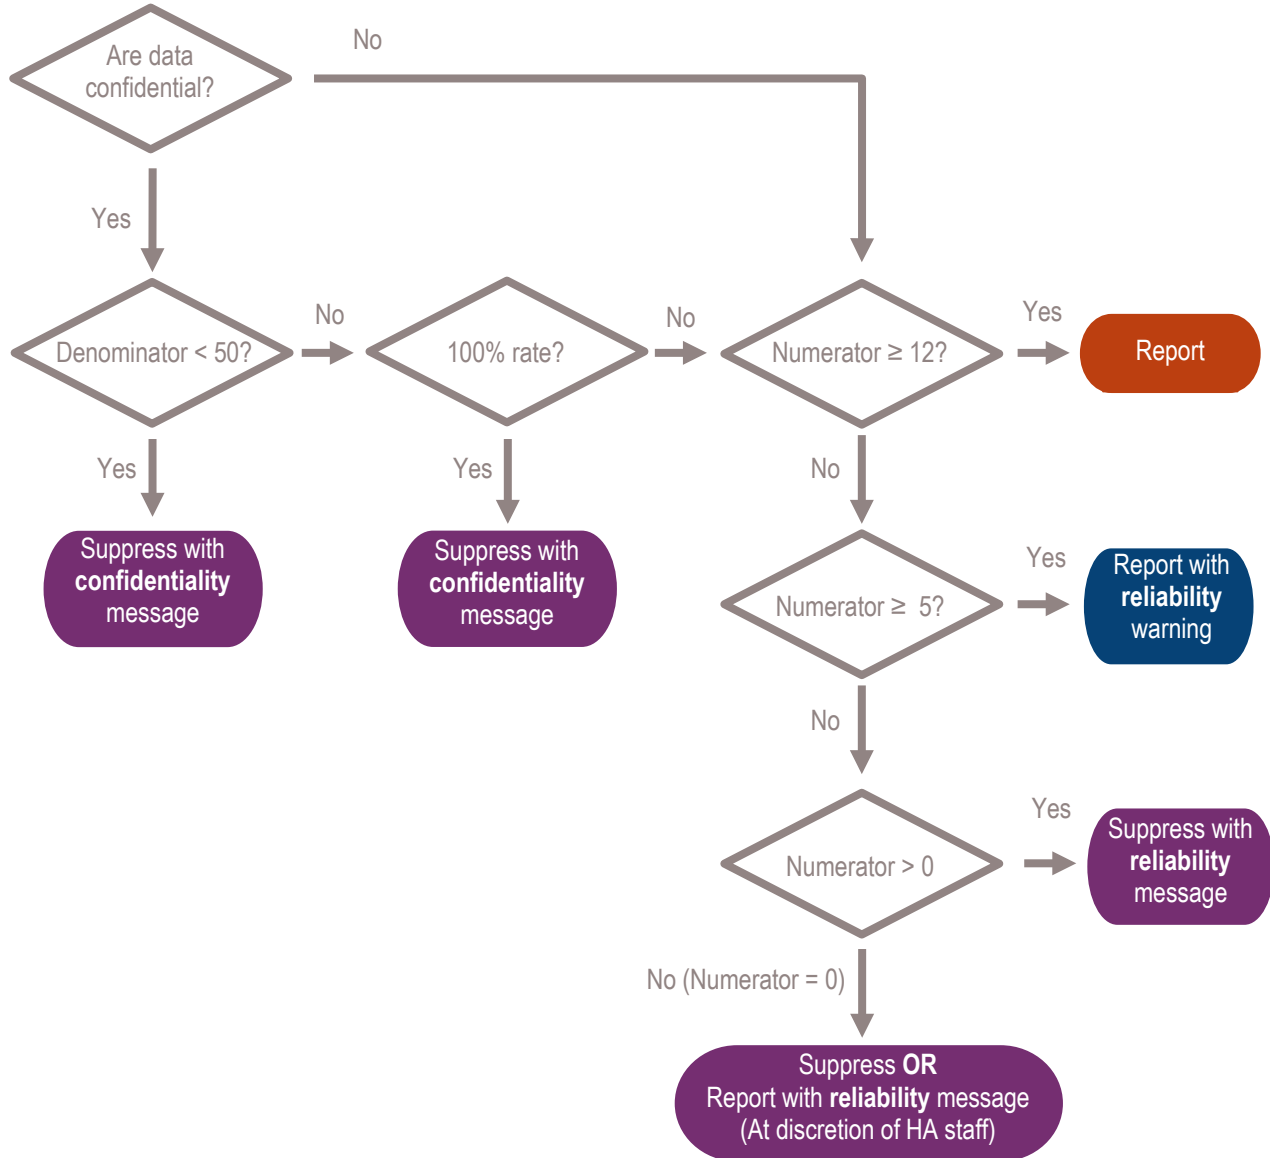 Are data
confidential?
No
Yes
Denominator < 50?
No
100% rate?
No
Numerator ≥ 12?
Yes
Report
Yes
Suppress with
confidentiality
message
Yes
Suppress with
confidentiality
message
No
Numerator ≥  5?
Yes
Report with
reliability
warning
No
Numerator > 0
Yes
Suppress with
reliability
message
No (Numerator = 0)
Suppress OR
Report with reliability message
(At discretion of HA staff)